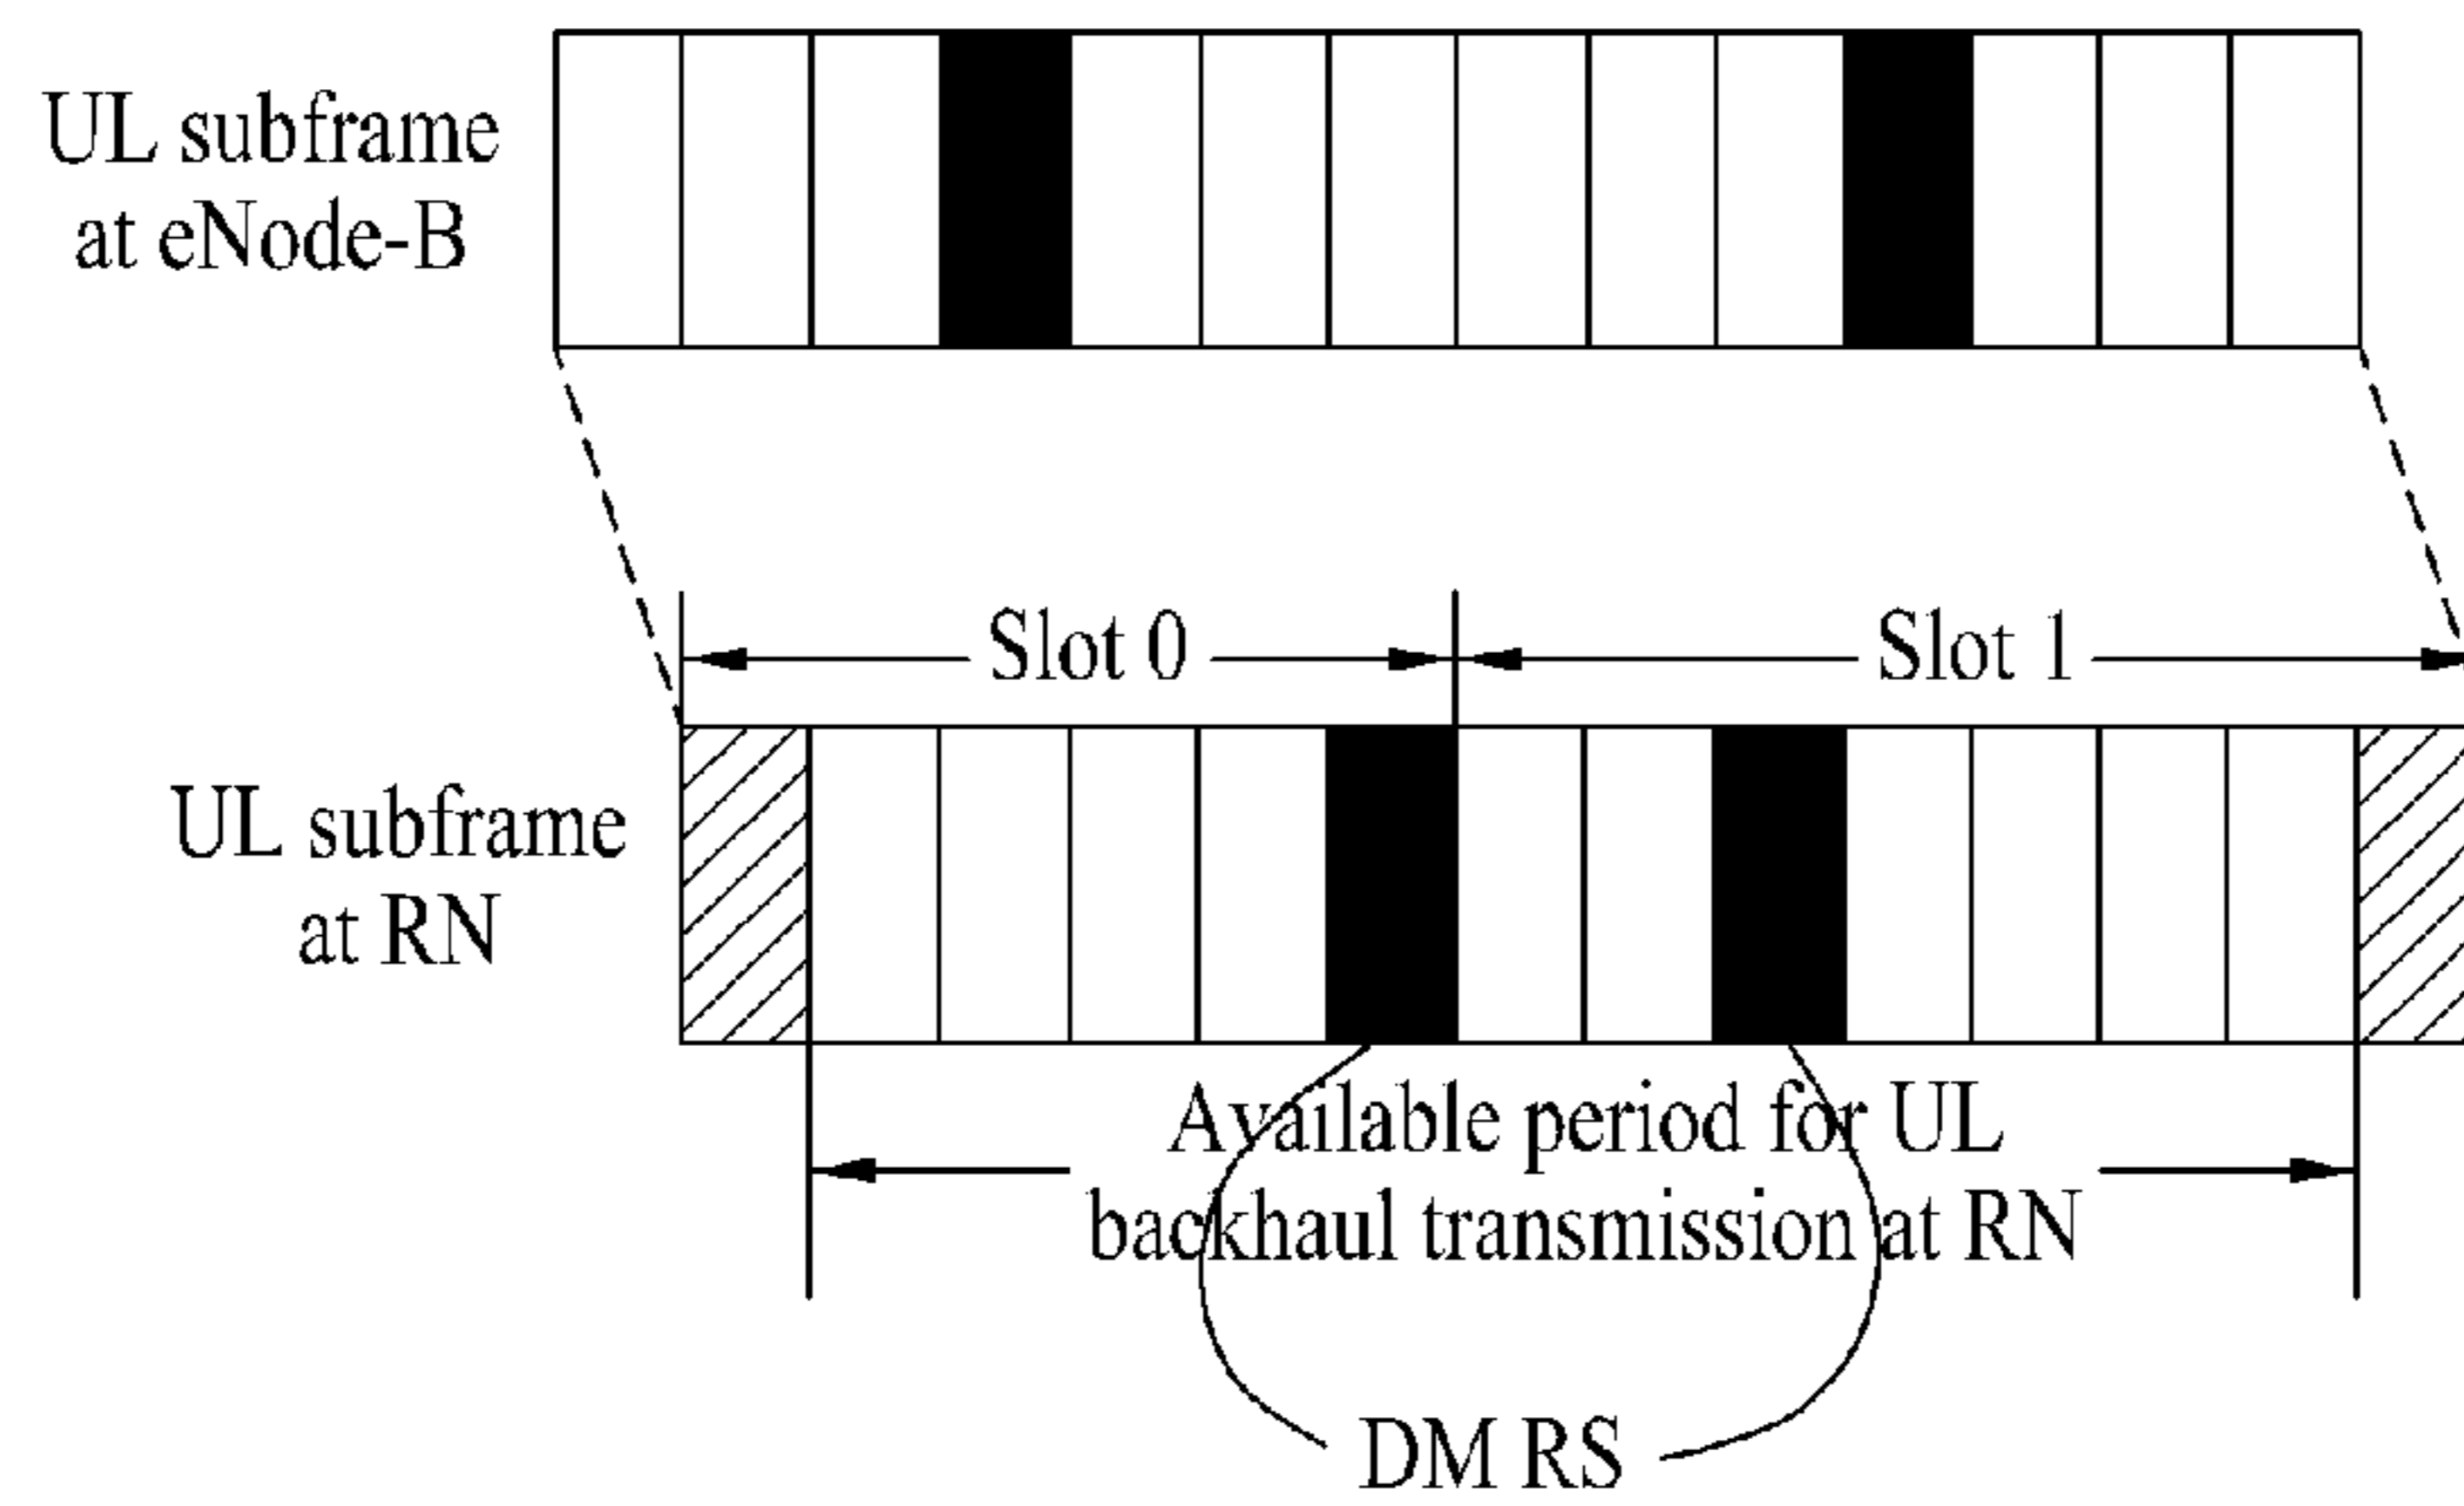 UL subframe
at eNode-B
Slot 0
Slot 1
UL subframe
at RN
Available period for UL
backhaul transmission at RN
DM RS